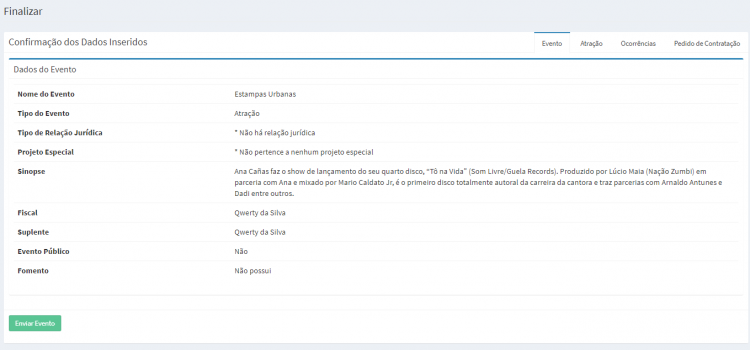 Finalizar
Confirmação dos Dados Inseridos
Evento
Atração
Ocorrências
Pedido de Contratação
Dados do Evento
Nome do Evento Estampas Urbanas
Tipo do Evento Atração
Tipo de Relação Jurídica * Não há relação jurídica
Projeto Especial * Não pertence a nenhum projeto especial
Sinopse Ana Cañas faz o show de lançamento do seu quarto disco, “Tô na Vida” (Som Livre/Guela Records). Produzido por Lúcio Maia (Nação Zumbi) em
parceria com Ana e mixado por Mario Caldato Jr, é o primeiro disco totalmente autoral da carreira da cantora e traz parcerias com Arnaldo Antunes e
Dadi entre outros.
Fiscal Qwerty da Silva
Suplente Qwerty da Silva
Evento Público Não
Fomento Não possui
Enviar Evento